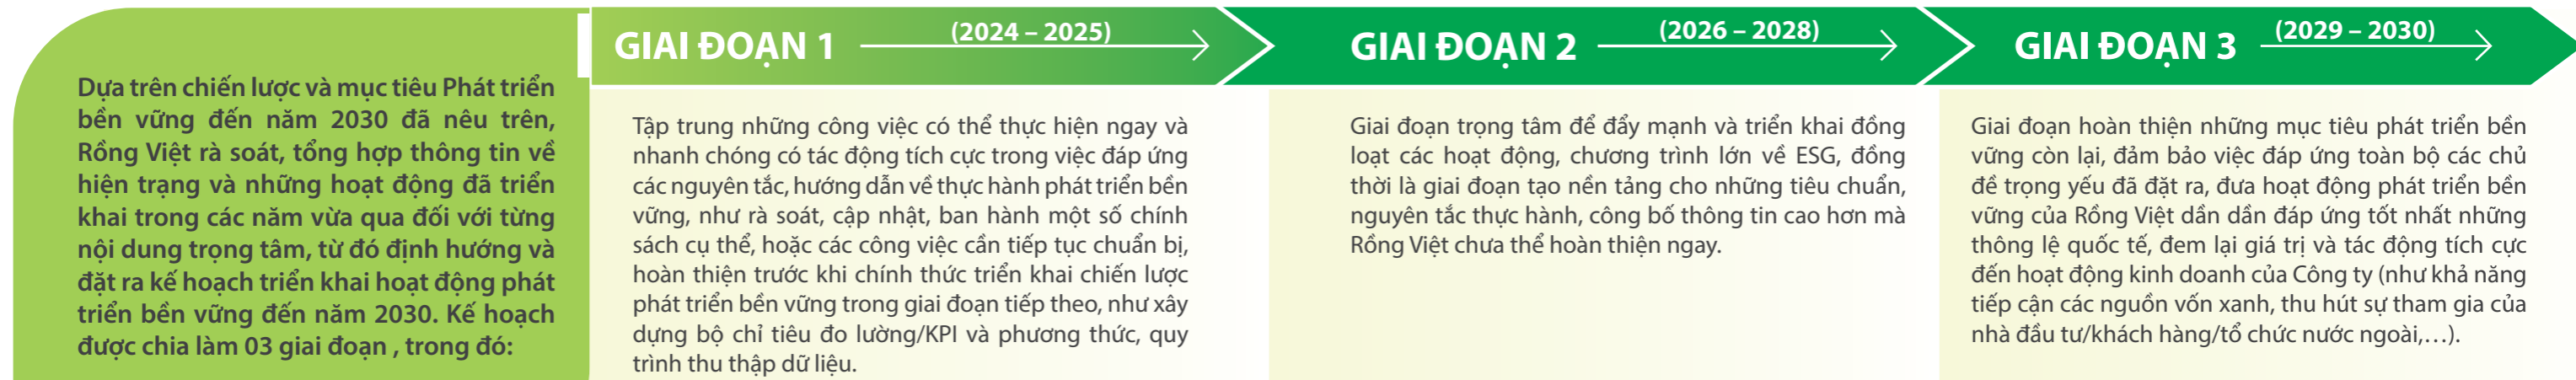 Dựa trên chiến lược và mục tiêu Phát triển
bền vững đến năm 2030 đã nêu trên,
Rồng Việt rà soát, tổng hợp thông tin về
hiện trạng và những hoạt động đã triển
khai trong các năm vừa qua đối với từng
nội dung trọng tâm, từ đó định hướng và
đặt ra kế hoạch triển khai hoạt động phát
triển bền vững đến năm 2030. Kế hoạch
được chia làm 03 giai đoạn , trong đó:
GIAI ĐOẠN 1
(2024 – 2025)
Tập trung những công việc có thể thực hiện ngay và
nhanh chóng có tác động tích cực trong việc đáp ứng
các nguyên tắc, hướng dẫn về thực hành phát triển bền
vững, như rà soát, cập nhật, ban hành một số chính
sách cụ thể, hoặc các công việc cần tiếp tục chuẩn bị,
hoàn thiện trước khi chính thức triển khai chiến lược
phát triển bền vững trong giai đoạn tiếp theo, như xây
dựng bộ chỉ tiêu đo lường/KPI và phương thức, quy
trình thu thập dữ liệu.
GIAI ĐOẠN 2
(2026 – 2028)
Giai đoạn trọng tâm để đẩy mạnh và triển khai đồng
loạt các hoạt động, chương trình lớn về ESG, đồng
thời là giai đoạn tạo nền tảng cho những tiêu chuẩn,
nguyên tắc thực hành, công bố thông tin cao hơn mà
Rồng Việt chưa thể hoàn thiện ngay.
GIAI ĐOẠN 3
(2029 – 2030)
Giai đoạn hoàn thiện những mục tiêu phát triển bền
vững còn lại, đảm bảo việc đáp ứng toàn bộ các chủ
đề trọng yếu đã đặt ra, đưa hoạt động phát triển bền
vững của Rồng Việt dần dần đáp ứng tốt nhất những
thông lệ quốc tế, đem lại giá trị và tác động tích cực
đến hoạt động kinh doanh của Công ty (như khả năng
tiếp cận các nguồn vốn xanh, thu hút sự tham gia của
nhà đầu tư/khách hàng/tổ chức nước ngoài,…).